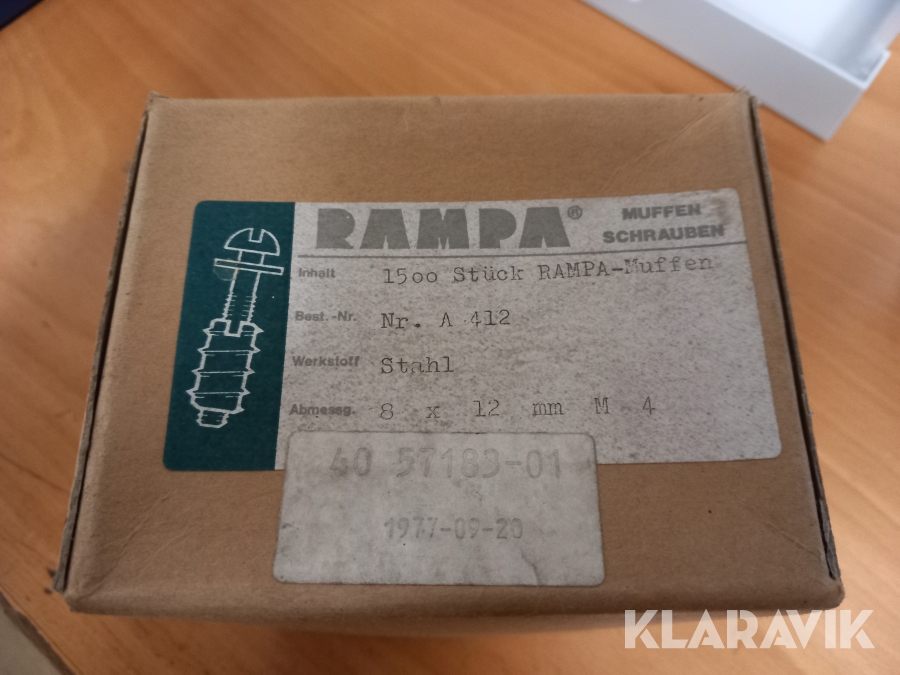 RAMPA® MUFFEN SCHRAUBEN
Inhalt 1500 Stück RAMPA-Muffen
Best.-Nr. Nr. A 412
Werkstoff Stahl
Abmessg. 8 x 12 mm M 4
60 57183-01
1977-09-20
KLARAVIK